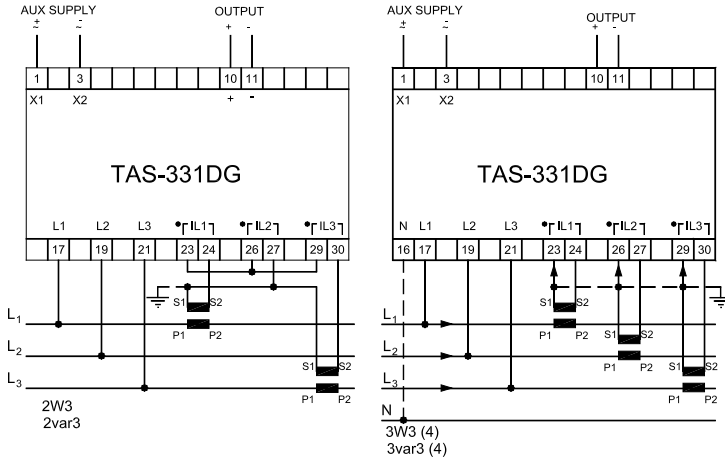 AUX SUPPLY OUTPUT
+ ~ - ~ + -
1 3 10 11
X1 X2 + -
TAS-331DG
L1 L2 L3 IL1 IL2 IL3
17 19 21 23 24 26 27 29 30
S1 S2
L1
P1 P2
L2
S1 S2
L3
P1 P2
2W3
2var3
AUX SUPPLY OUTPUT
+ ~ - ~ + -
1 3 10 11
X1 X2
TAS-331DG
N L1 L2 L3 IL1 IL2 IL3
16 17 19 21 23 24 26 27 29 30
S1 S2
L1
P1 P2
S1 S2
L2
P1 P2
S1 S2
L3
P1 P2
N
3W3 (4)
3var3 (4)